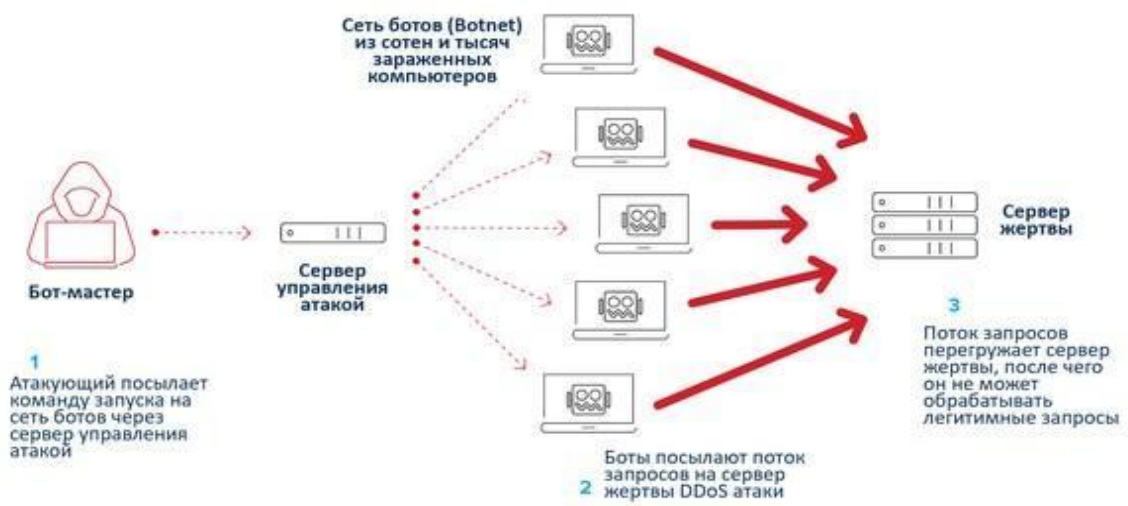 Сеть ботов (Botnet)
из сотен и тысяч
зараженных
компьютеров
Бот-мастер
Сервер
управления
атакой
Сервер
жертвы
1
Атакующий посылает
команду запуска на
сеть ботов через
сервер управления
атакой
2
Боты посылают поток
запросов на сервер
жертвы DDoS атаки
3
Поток запросов
перегружает сервер
жертвы, после чего
он не может
обрабатывать
легитимные запросы